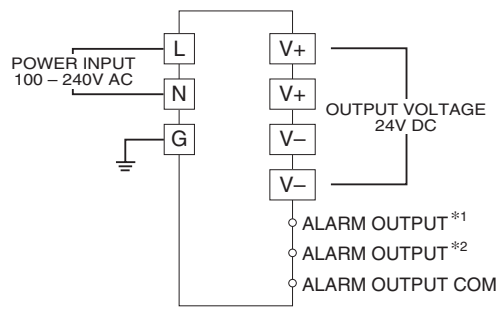 POWER INPUT
100 – 240V AC
L
N
G
V+
V+
V–
V–
OUTPUT VOLTAGE
24V DC
ALARM OUTPUT*1
ALARM OUTPUT*2
ALARM OUTPUT COM